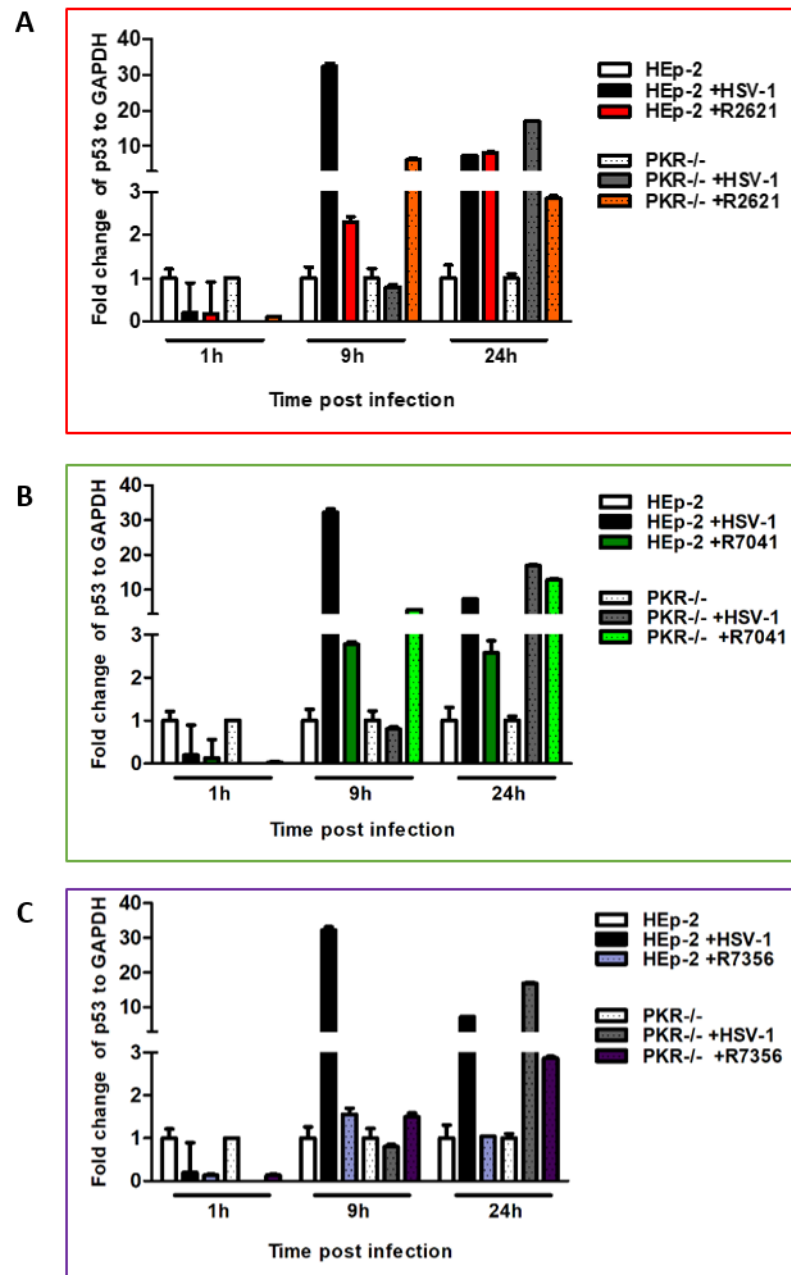 A
Fold change of p53 to GAPDH
40
30
20
10
3
2
1
0
1h
9h
24h
Time post infection
HEp-2
HEp-2 +HSV-1
HEp-2 +R2621
PKR-/-
PKR-/- +HSV-1
PKR-/- +R2621
B
Fold change of p53 to GAPDH
40
30
20
10
3
2
1
0
1h
9h
24h
Time post infection
HEp-2
HEp-2 +HSV-1
HEp-2 +R7041
PKR-/-
PKR-/- +HSV-1
PKR-/- +R7041
C
Fold change of p53 to GAPDH
40
30
20
10
3
2
1
0
1h
9h
24h
Time post infection
HEp-2
HEp-2 +HSV-1
HEp-2 +R7356
PKR-/-
PKR-/- +HSV-1
PKR-/- +R7356